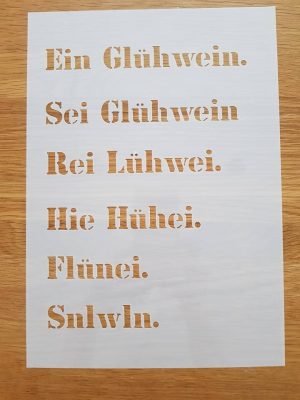 Ein Glühwein.
Sei Glühwein
Rei Lühwei.
Hie Hühei.
Flünei.
Snlwln.